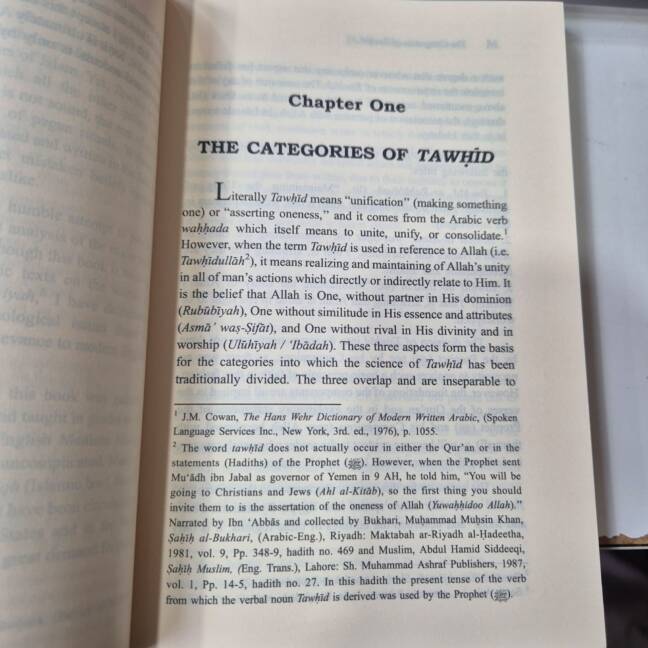 Chapter One
THE CATEGORIES OF TAWḤĪD
Literally Tawḥīd means “unification” (making something
one) or “asserting oneness,” and it comes from the Arabic verb
waḥḥada which itself means to unite, unify, or consolidate.¹
However, when the term Tawḥīd is used in reference to Allah (i.e.
Tawḥīdullāh²), it means realizing and maintaining of Allah’s unity
in all of man’s actions which directly or indirectly relate to Him. It
is the belief that Allah is One, without partner in His dominion
(Rubūbīyah), One without similitude in His essence and attributes
(Asmā’ waṣ-Ṣifāt), and One without rival in His divinity and in
worship (Ulūhīyah / ‘Ibādah). These three aspects form the basis
for the categories into which the science of Tawḥīd has been
traditionally divided. The three overlap and are inseparable to
¹ J.M. Cowan, The Hans Wehr Dictionary of Modern Written Arabic, (Spoken
Language Services Inc., New York, 3rd. ed., 1976), p. 1055.
² The word tawḥīd does not actually occur in either the Qur’an or in the
statements (Hadiths) of the Prophet (ﷺ). However, when the Prophet sent
Mu‘ādh ibn Jabal as governor of Yemen in 9 AH, he told him, “You will be
going to Christians and Jews (Ahl al-Kitāb), so the first thing you should
invite them to is the assertation of the oneness of Allah (Yuwaḥḥidoo Allah).”
Narrated by Ibn ‘Abbās and collected by Bukhari, Muḥammad Muḥsin Khan,
Ṣaḥīḥ al-Bukhari, (Arabic-Eng.), Riyadh: Maktabah ar-Riyadh al-Ḥadeetha,
1981, vol. 9, Pp. 348-9, hadith no. 469 and Muslim, Abdul Hamid Siddeeqi,
Ṣaḥīḥ Muslim, (Eng. Trans.), Lahore: Sh. Muhammad Ashraf Publishers, 1987,
vol. 1, Pp. 14-5, hadith no. 27. In this hadith the present tense of the verb
from which the verbal noun Tawḥīd is derived was used by the Prophet (ﷺ).